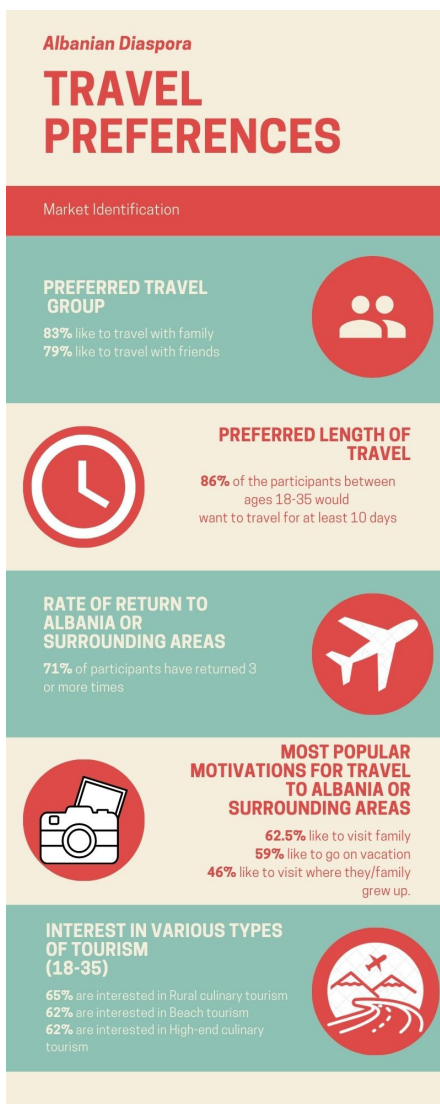 Albanian Diaspora
TRAVEL
PREFERENCES
Market Identification
PREFERRED TRAVEL
GROUP
83% like to travel with family
79% like to travel with friends
PREFERRED LENGTH OF
TRAVEL
86% of the participants between
ages 18-35 would
want to travel for at least 10 days
RATE OF RETURN TO
ALBANIA OR
SURROUNDING AREAS
71% of participants have returned 3
or more times
MOST POPULAR
MOTIVATIONS FOR TRAVEL
TO ALBANIA OR
SURROUNDING AREAS
62.5% like to visit family
59% like to go on vacation
46% like to visit where they/family
grew up.
INTEREST IN VARIOUS TYPES
OF TOURISM
(18-35)
65% are interested in Rural culinary tourism
62% are interested in Beach tourism
62% are interested in High-end culinary
tourism